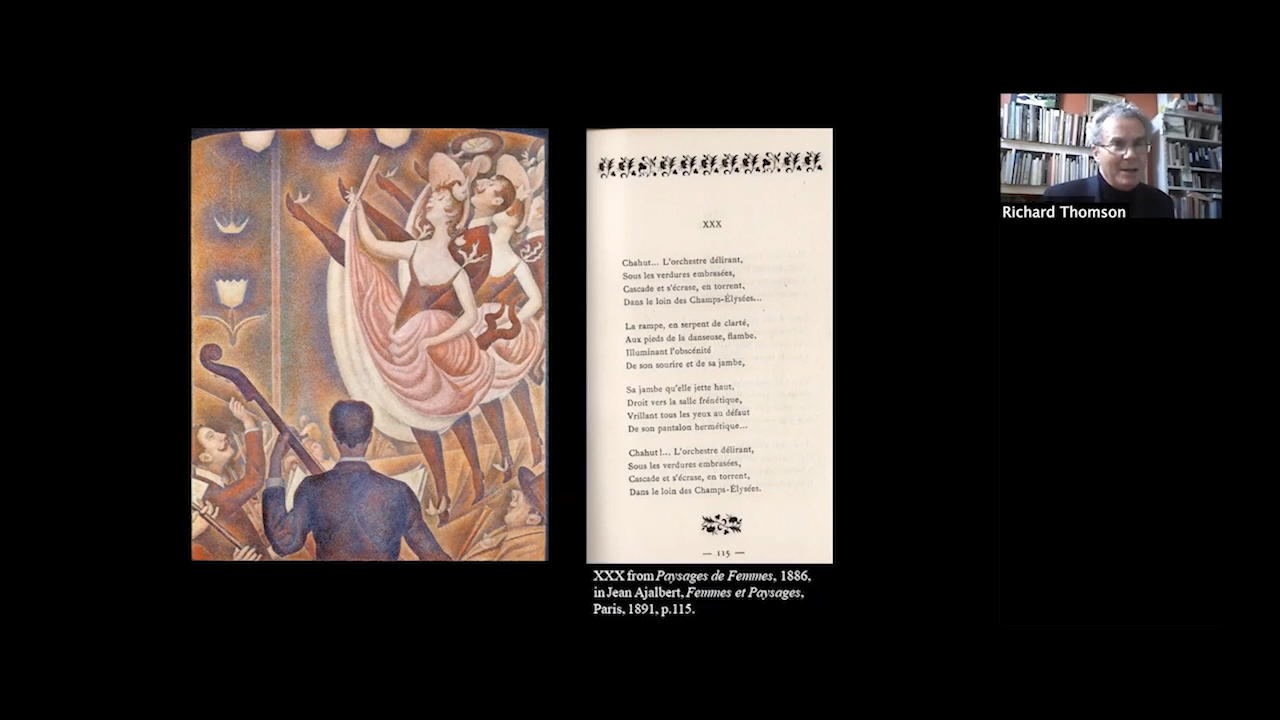 XXX
Chahut... L'orchestre délirant,
Sous les verdures embrasées,
Cascade et s'écrase, en torrent,
Dans le loin des Champs-Élysées...
La rampe, en serpent de clarté,
Aux pieds de la danseuse, flambe,
Illuminant l'obscénité
De son sourire et de sa jambe,
Sa jambe qu'elle jette haut,
Droit vers la salle frénétique,
Vrillant tous les yeux au défaut
De son pantalon hermétique...
Chahut!... L'orchestre délirant,
Sous les verdures embrasées,
Cascade et s'écrase, en torrent,
Dans le loin des Champs-Élysées.
— 115 —
XXX from Paysages de Femmes, 1886,
in Jean Ajalbert, Femmes et Paysages,
Paris, 1891, p.115.
Richard Thomson